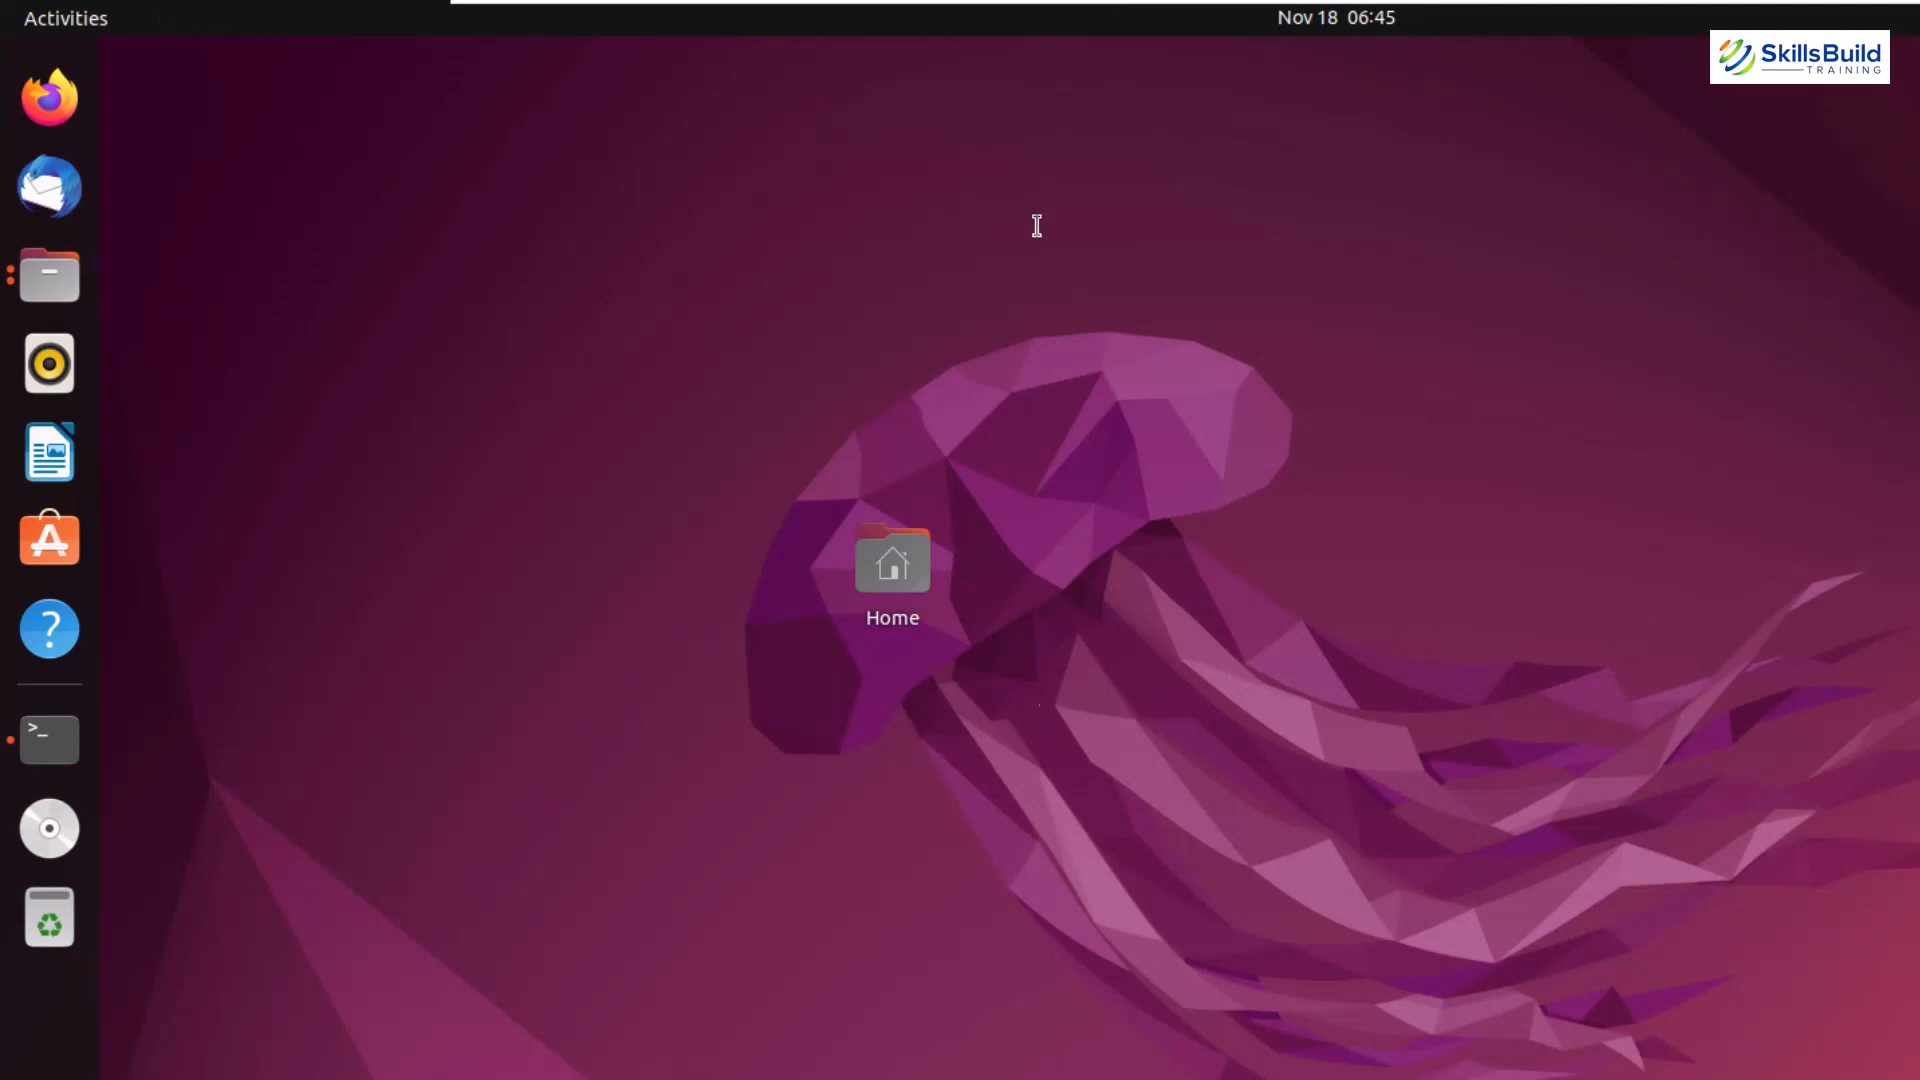 Activities
Nov 18 06:45
SkillsBuild
TRAINING
>_
?
Home